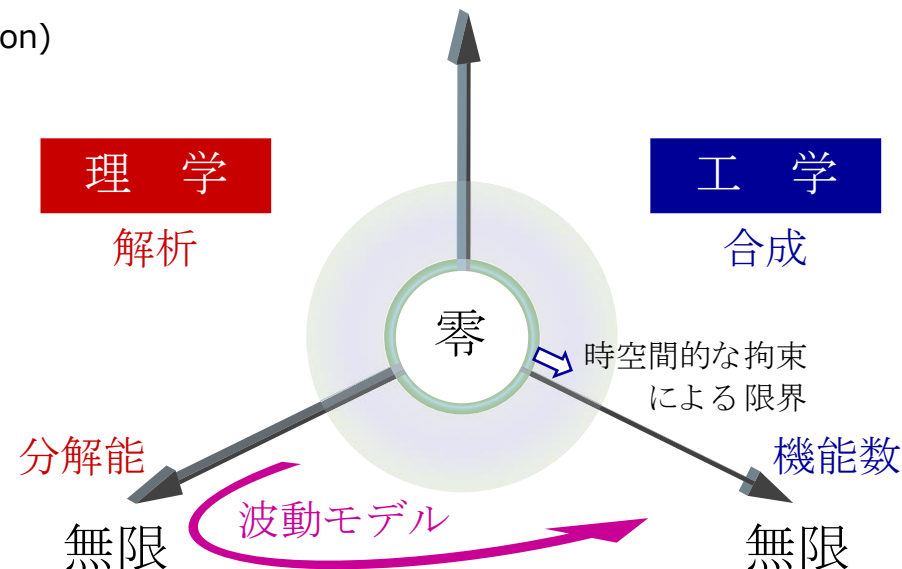 on)
理 学
工 学
解析
合成
零
時空間的な拘束
による限界
分解能
機能数
波動モデル
無限
無限